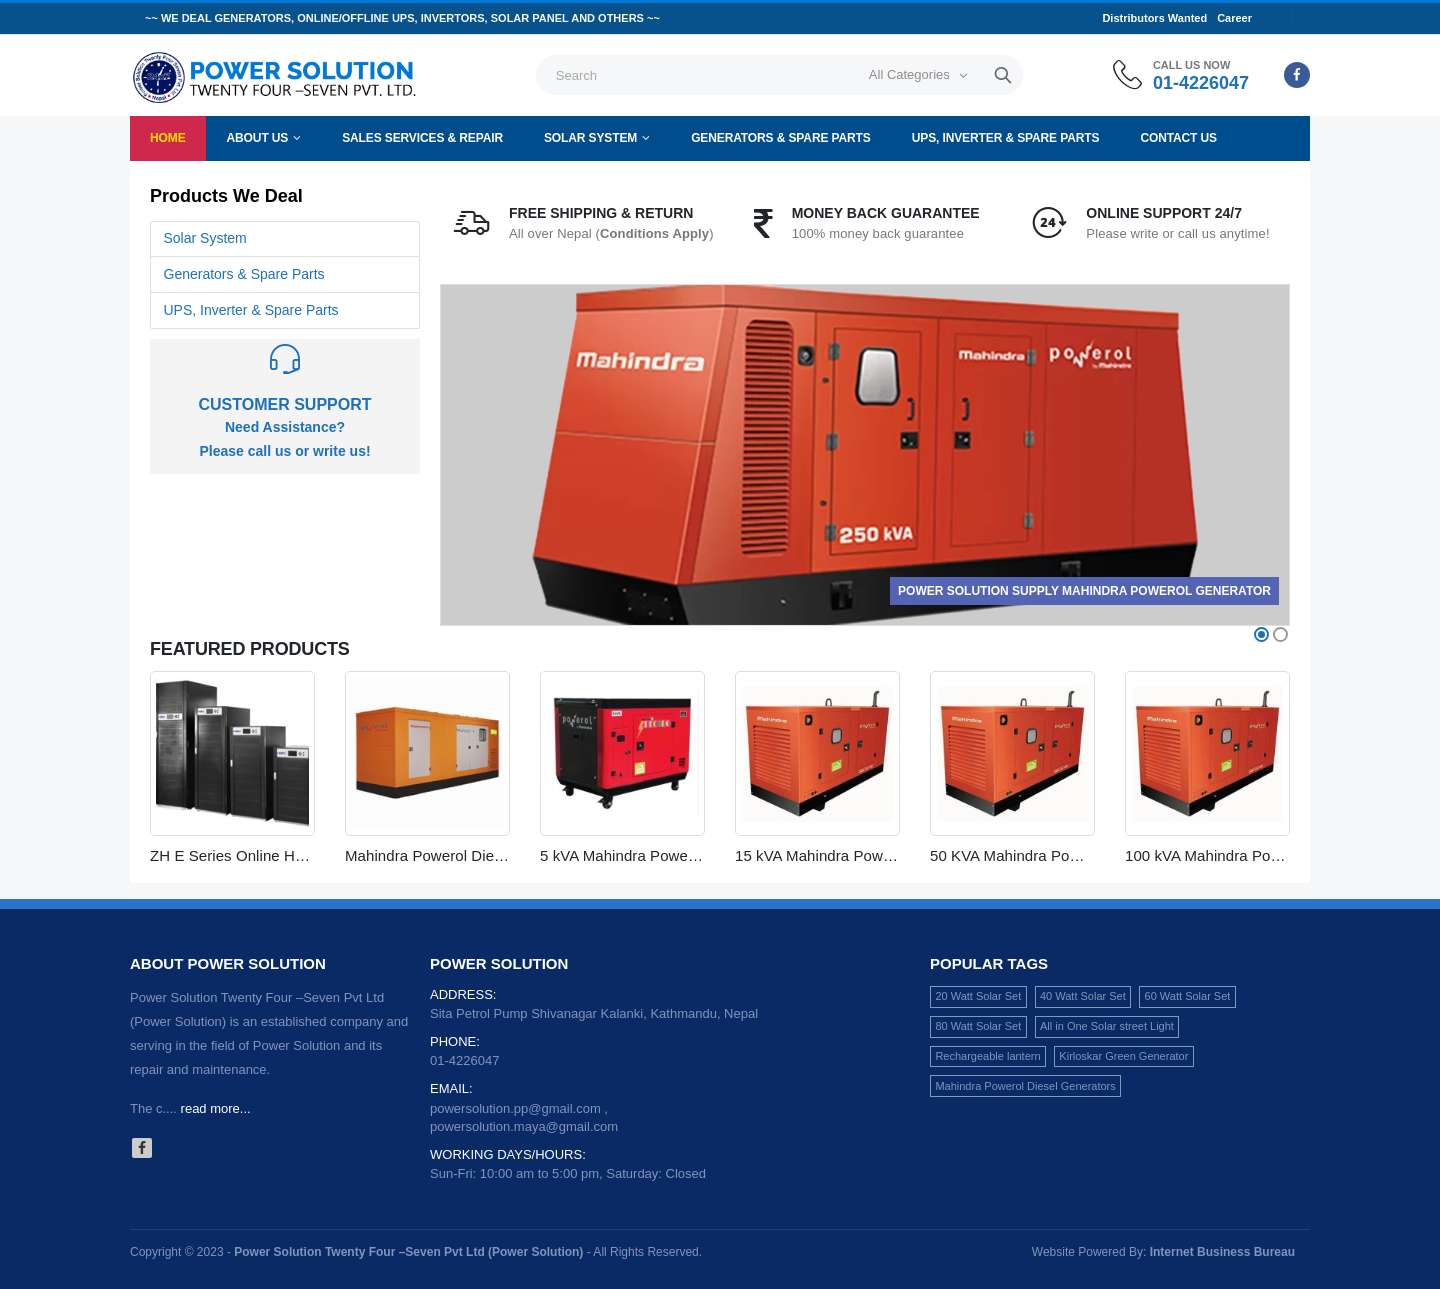 ~~ WE DEAL GENERATORS, ONLINE/OFFLINE UPS, INVERTORS, SOLAR PANEL AND OTHERS ~~
Distributors Wanted Career
POWER SOLUTION
TWENTY FOUR –SEVEN PVT. LTD.
Search
All Categories
CALL US NOW
01-4226047
HOME ABOUT US SALES SERVICES & REPAIR SOLAR SYSTEM GENERATORS & SPARE PARTS UPS, INVERTER & SPARE PARTS CONTACT US
Products We Deal
Solar System
Generators & Spare Parts
UPS, Inverter & Spare Parts
CUSTOMER SUPPORT
Need Assistance?
Please call us or write us!
FREE SHIPPING & RETURN
All over Nepal (Conditions Apply)
MONEY BACK GUARANTEE
100% money back guarantee
24
ONLINE SUPPORT 24/7
Please write or call us anytime!
Mahindra
Mahindra
powerol
by Mahindra
250 kVA
POWER SOLUTION SUPPLY MAHINDRA POWEROL GENERATOR
FEATURED PRODUCTS
ZH E Series Online H...
Mahindra Powerol Die...
5 kVA Mahindra Powe...
15 kVA Mahindra Pow...
50 KVA Mahindra Po...
100 kVA Mahindra Po...
ABOUT POWER SOLUTION
Power Solution Twenty Four –Seven Pvt Ltd
(Power Solution) is an established company and
serving in the field of Power Solution and its
repair and maintenance.
The c.... read more...
POWER SOLUTION
ADDRESS:
Sita Petrol Pump Shivanagar Kalanki, Kathmandu, Nepal
PHONE:
01-4226047
EMAIL:
powersolution.pp@gmail.com ,
powersolution.maya@gmail.com
WORKING DAYS/HOURS:
Sun-Fri: 10:00 am to 5:00 pm, Saturday: Closed
POPULAR TAGS
20 Watt Solar Set 40 Watt Solar Set 60 Watt Solar Set
80 Watt Solar Set All in One Solar street Light
Rechargeable lantern Kirloskar Green Generator
Mahindra Powerol Diesel Generators
Copyright © 2023 - Power Solution Twenty Four –Seven Pvt Ltd (Power Solution) - All Rights Reserved.
Website Powered By: Internet Business Bureau